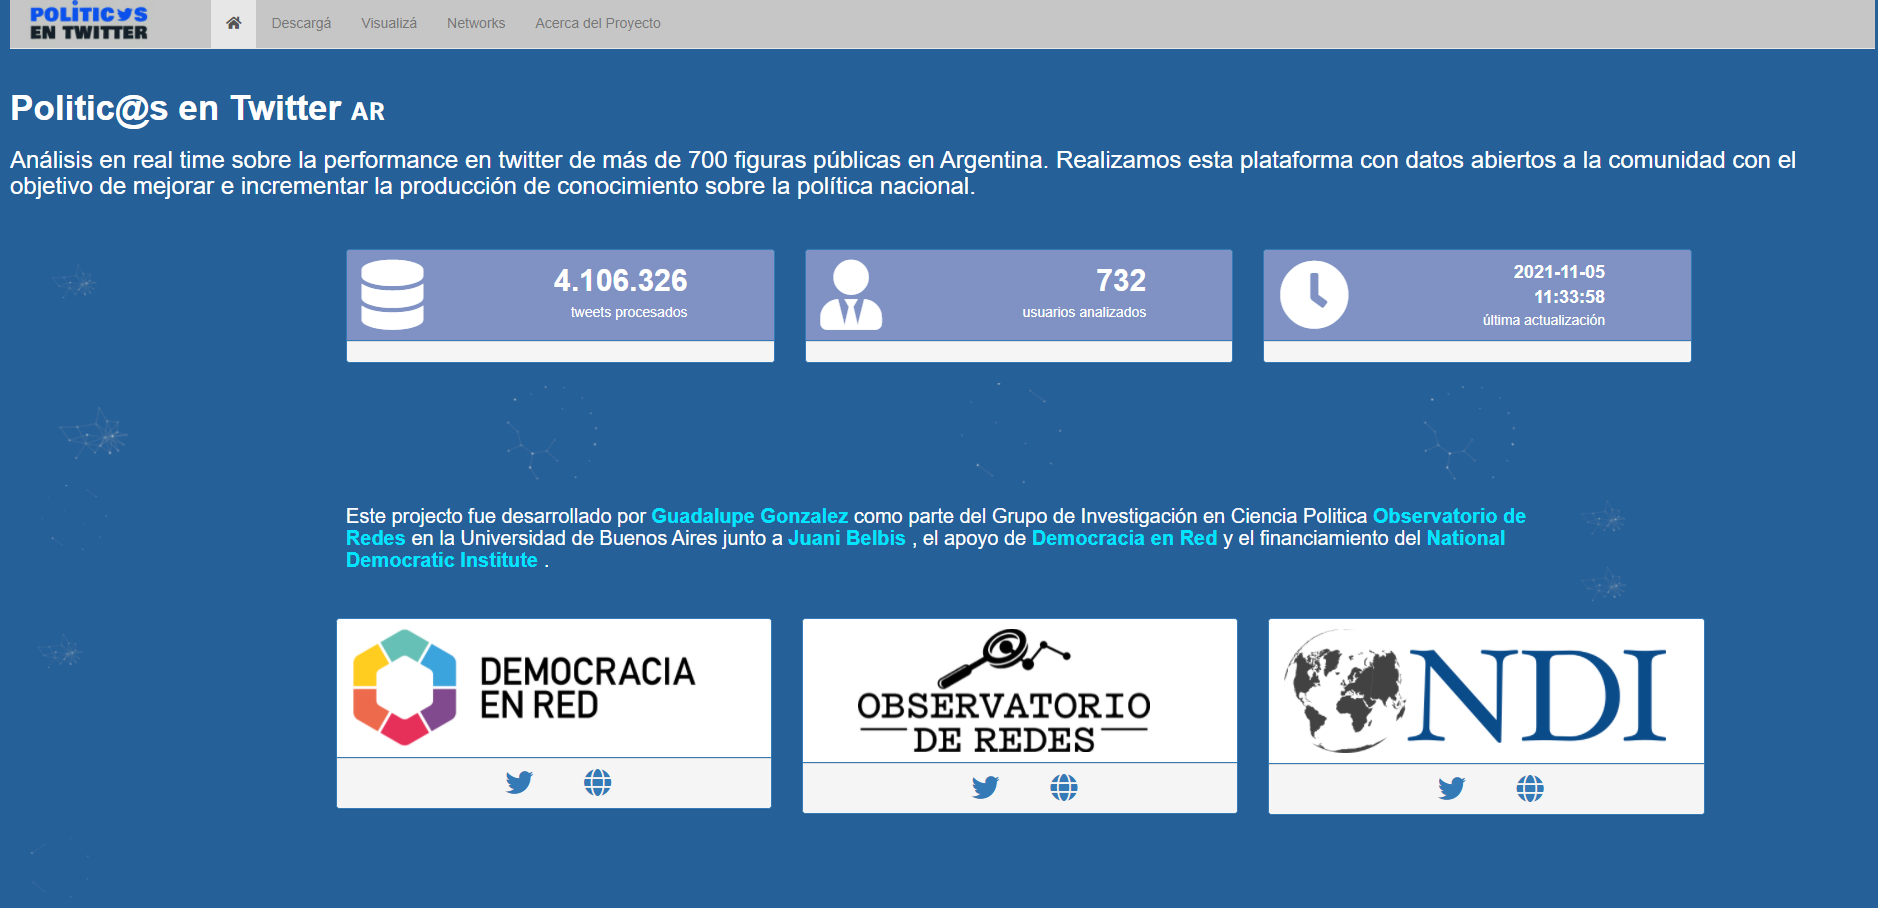 POLÍTICOS
EN TWITTER
Descargá
Visualizá
Networks
Acerca del Proyecto
Politic@s en Twitter AR
Análisis en real time sobre la performance en twitter de más de 700 figuras públicas en Argentina. Realizamos esta plataforma con datos abiertos a la comunidad con el
objetivo de mejorar e incrementar la producción de conocimiento sobre la política nacional.
4.106.326
tweets procesados
732
usuarios analizados
2021-11-05
11:33:58
última actualización
Este projecto fue desarrollado por Guadalupe Gonzalez como parte del Grupo de Investigación en Ciencia Politica Observatorio de
Redes en la Universidad de Buenos Aires junto a Juani Belbis , el apoyo de Democracia en Red y el financiamiento del National
Democratic Institute .
DEMOCRACIA
EN RED
OBSERVATORIO
DE REDES
NDI